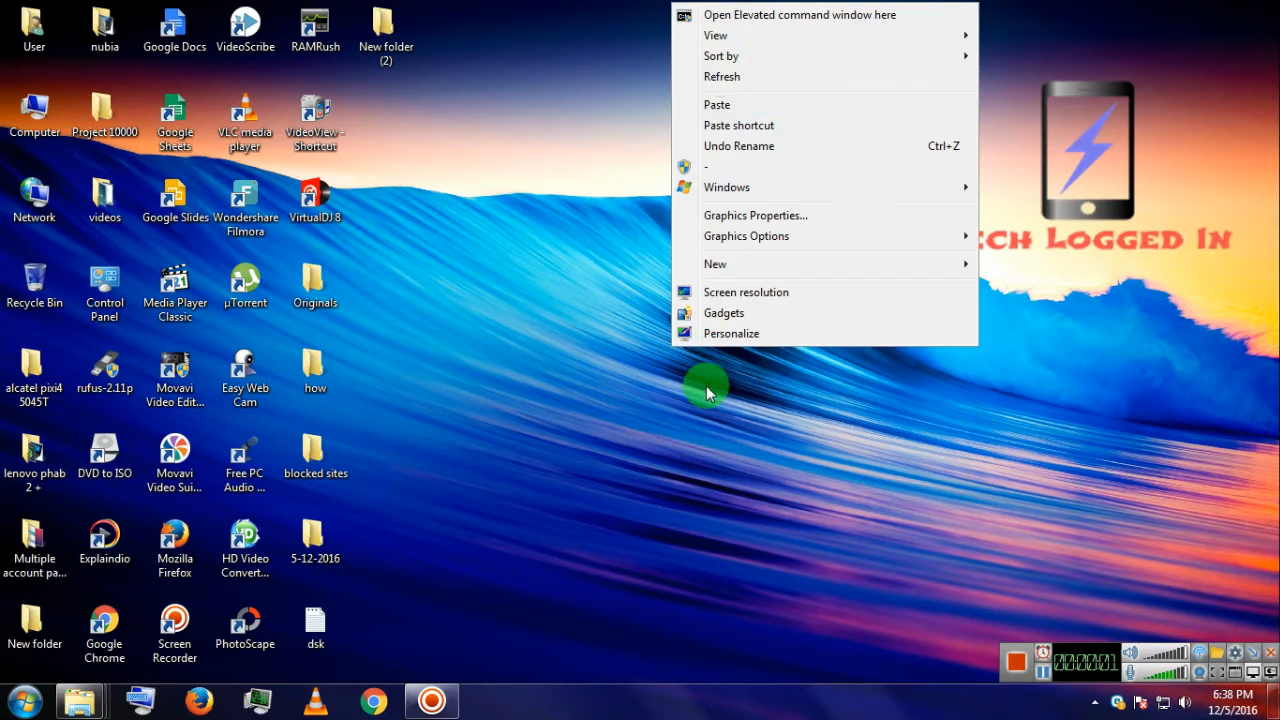 User
nubia
Google Docs
VideoScribe
RAMRush
New folder
(2)
Computer
Project 10000
Google
Sheets
VLC media
player
VideoView -
Shortcut
Network
videos
Google Slides
Wondershare
Filmora
VirtualDJ 8
Recycle Bin
Control
Panel
Media Player
Classic
µTorrent
Originals
alcatel pixi4
5045T
rufus-2.11p
Movavi
Video Edit...
Easy Web
Cam
how
lenovo phab
2 +
DVD to ISO
Movavi
Video Sui...
Free PC
Audio ...
blocked sites
Multiple
account pa...
Explaindio
Mozilla
Firefox
HD Video
Convert...
5-12-2016
New folder
Google
Chrome
Screen
Recorder
PhotoScape
dsk
Open Elevated command window here
View
Sort by
Refresh
Paste
Paste shortcut
Undo Rename Ctrl+Z
-
Windows
Graphics Properties...
Graphics Options
New
Screen resolution
Gadgets
Personalize
ech Logged in
00:00:01
6:38 PM
12/5/2016